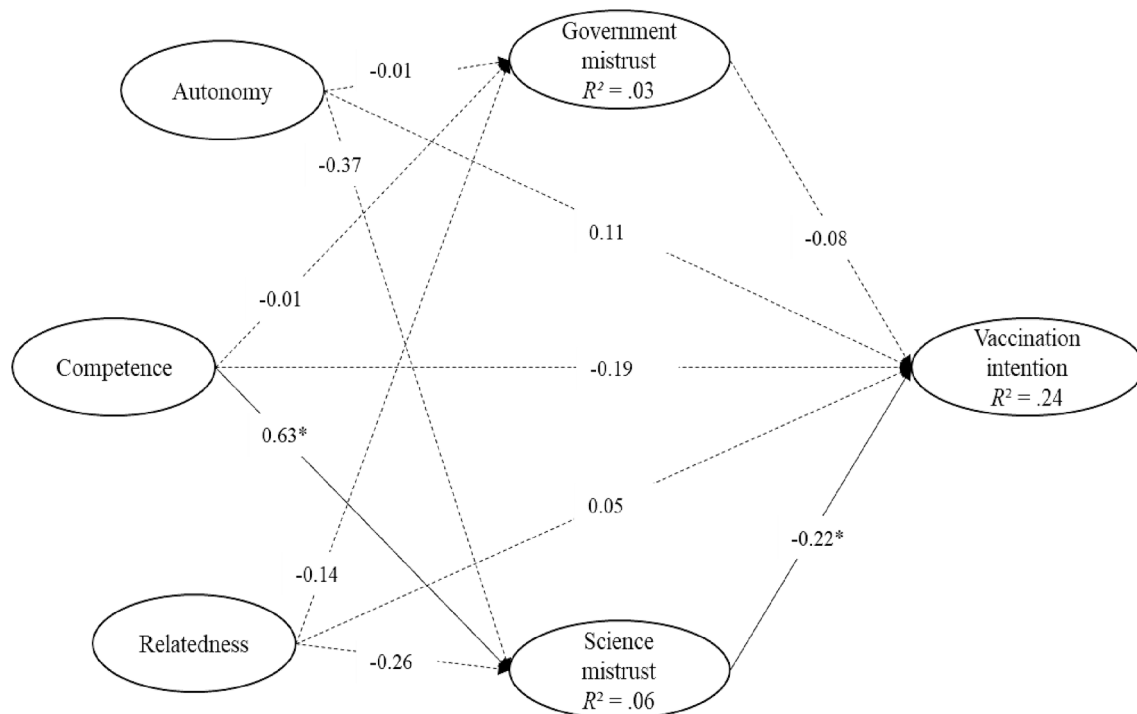 Government
mistrust
R² = .03
Autonomy
-0.01
-0.37
0.11
-0.08
-0.01
Vaccination
intention
R² = .24
Competence
-0.19
0.63*
0.05
-0.22*
-0.14
Relatedness
-0.26
Science
mistrust
R² = .06